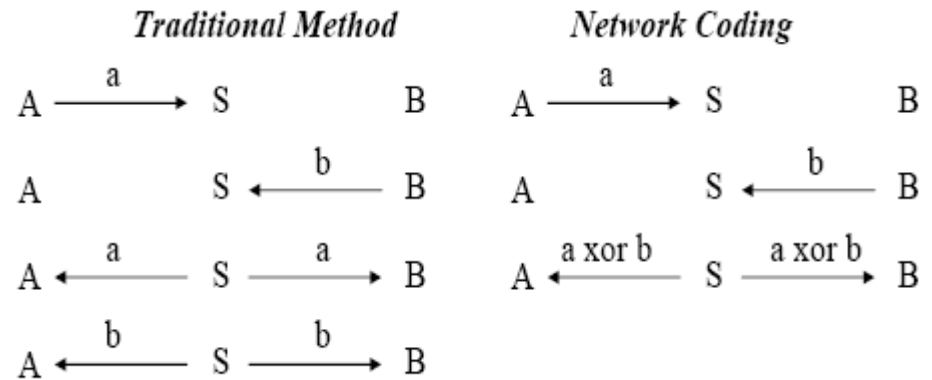 Traditional Method Network Coding
a a
A S B A S B
b b
A S B A S B
a a a xor b a xor b
A S B A S B
b b
A S B